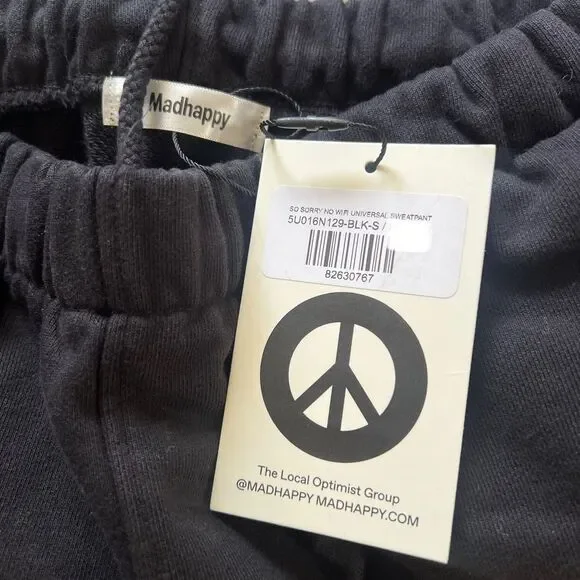 Madhappy
SO SORRY NO WIFI UNIVERSAL SWEATPANT
5U016N129-BLK-S /
82630767
The Local Optimist Group
@MADHAPPY MADHAPPY.COM